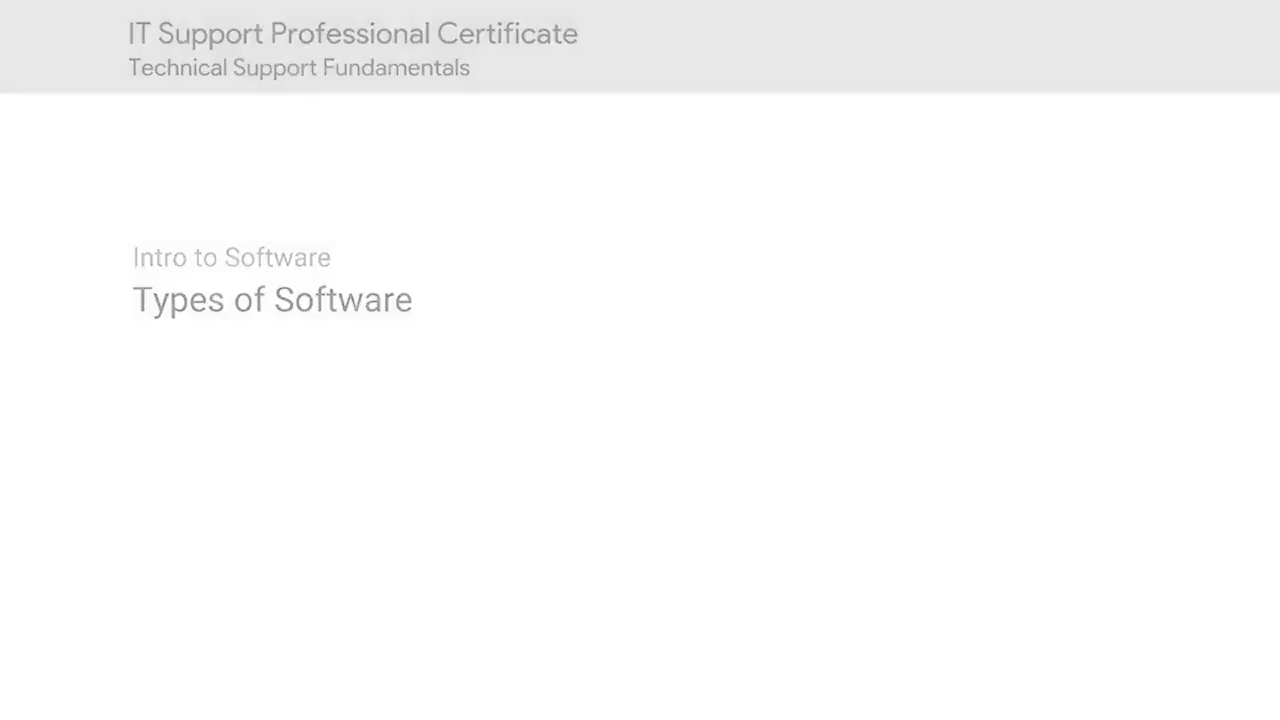 IT Support Professional Certificate
Technical Support Fundamentals
Intro to Software
Types of Software